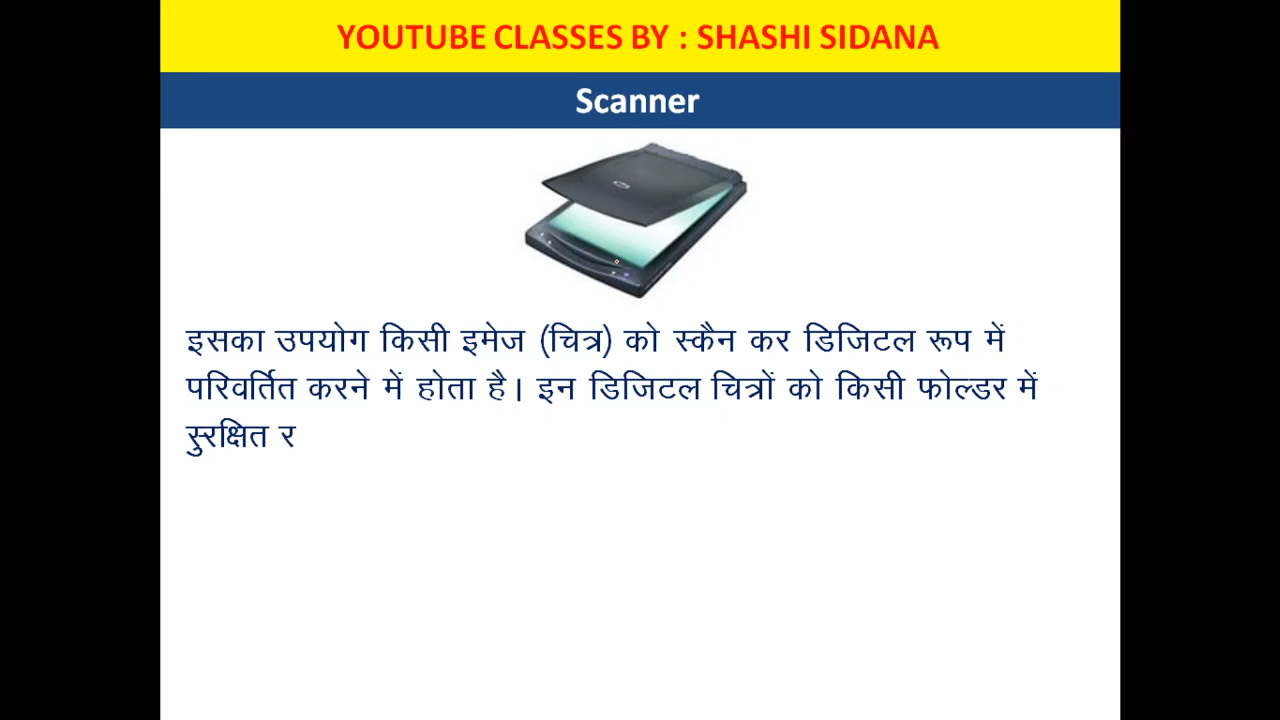 YOUTUBE CLASSES BY : SHASHI SIDANA
Scanner
इसका उपयोग किसी इमेज (चित्र) को स्कैन कर डिजिटल रूप में
परिवर्तित करने में होता है। इन डिजिटल चित्रों को किसी फोल्डर में
सुरक्षित र